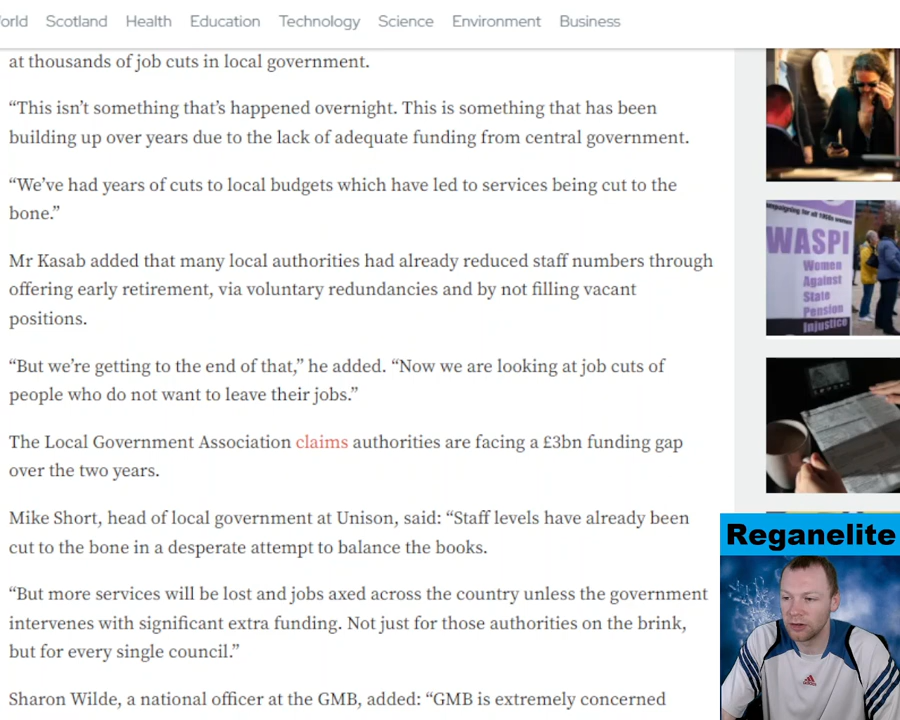 orld Scotland Health Education Technology Science Environment Business
at thousands of job cuts in local government.
“This isn’t something that’s happened overnight. This is something that has been
building up over years due to the lack of adequate funding from central government.
“We’ve had years of cuts to local budgets which have led to services being cut to the
bone.”
Mr Kasab added that many local authorities had already reduced staff numbers through
offering early retirement, via voluntary redundancies and by not filling vacant
positions.
“But we’re getting to the end of that,” he added. “Now we are looking at job cuts of
people who do not want to leave their jobs.”
The Local Government Association claims authorities are facing a £3bn funding gap
over the two years.
Mike Short, head of local government at Unison, said: “Staff levels have already been
cut to the bone in a desperate attempt to balance the books.
“But more services will be lost and jobs axed across the country unless the government
intervenes with significant extra funding. Not just for those authorities on the brink,
but for every single council.”
Sharon Wilde, a national officer at the GMB, added: “GMB is extremely concerned
WASPI
Women
Against
State
Pension
Injustice
Reganelite